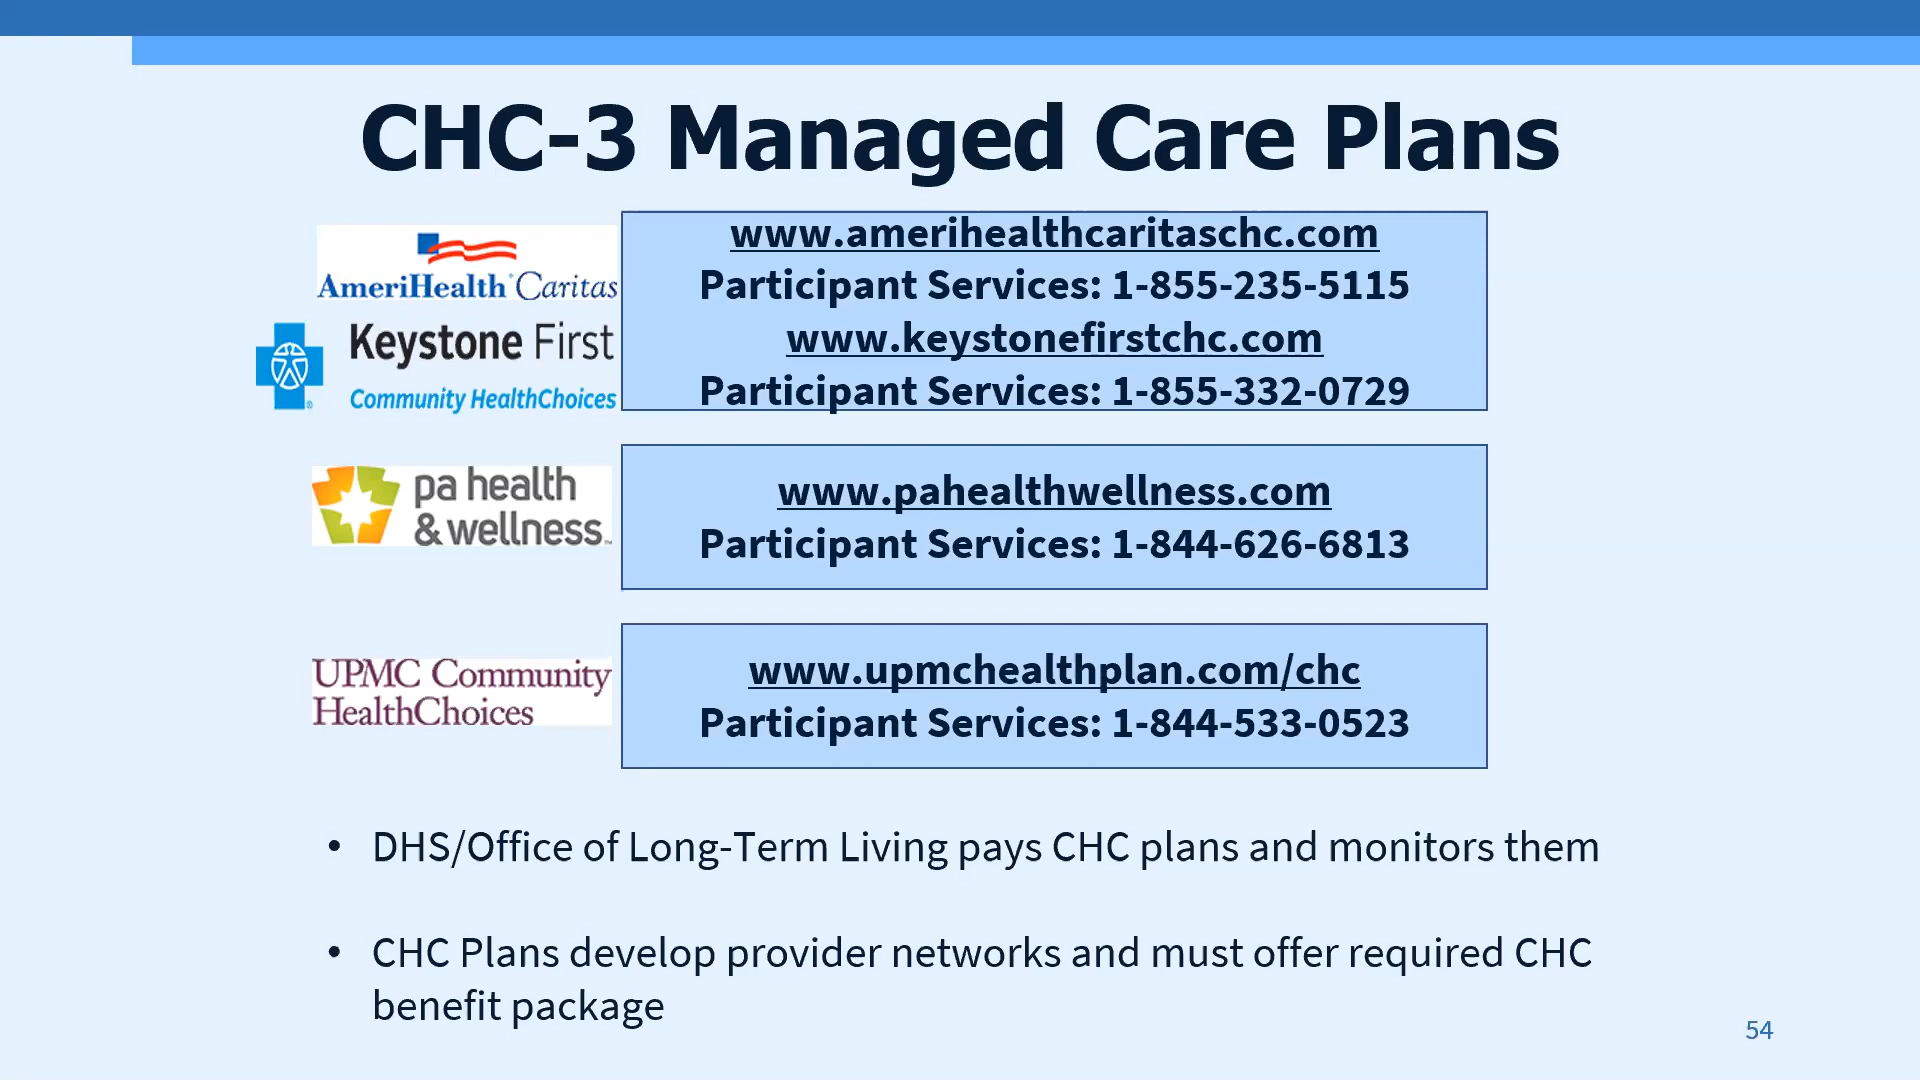 CHC-3 Managed Care Plans
AmeriHealth Caritas
www.amerihealthcaritaschc.com
Participant Services: 1-855-235-5115
Keystone First
Community HealthChoices
www.keystonefirstchc.com
Participant Services: 1-855-332-0729
pa health
& wellness
www.pahealthwellness.com
Participant Services: 1-844-626-6813
UPMC Community
HealthChoices
www.upmchealthplan.com/chc
Participant Services: 1-844-533-0523
• DHS/Office of Long-Term Living pays CHC plans and monitors them
• CHC Plans develop provider networks and must offer required CHC
benefit package
54